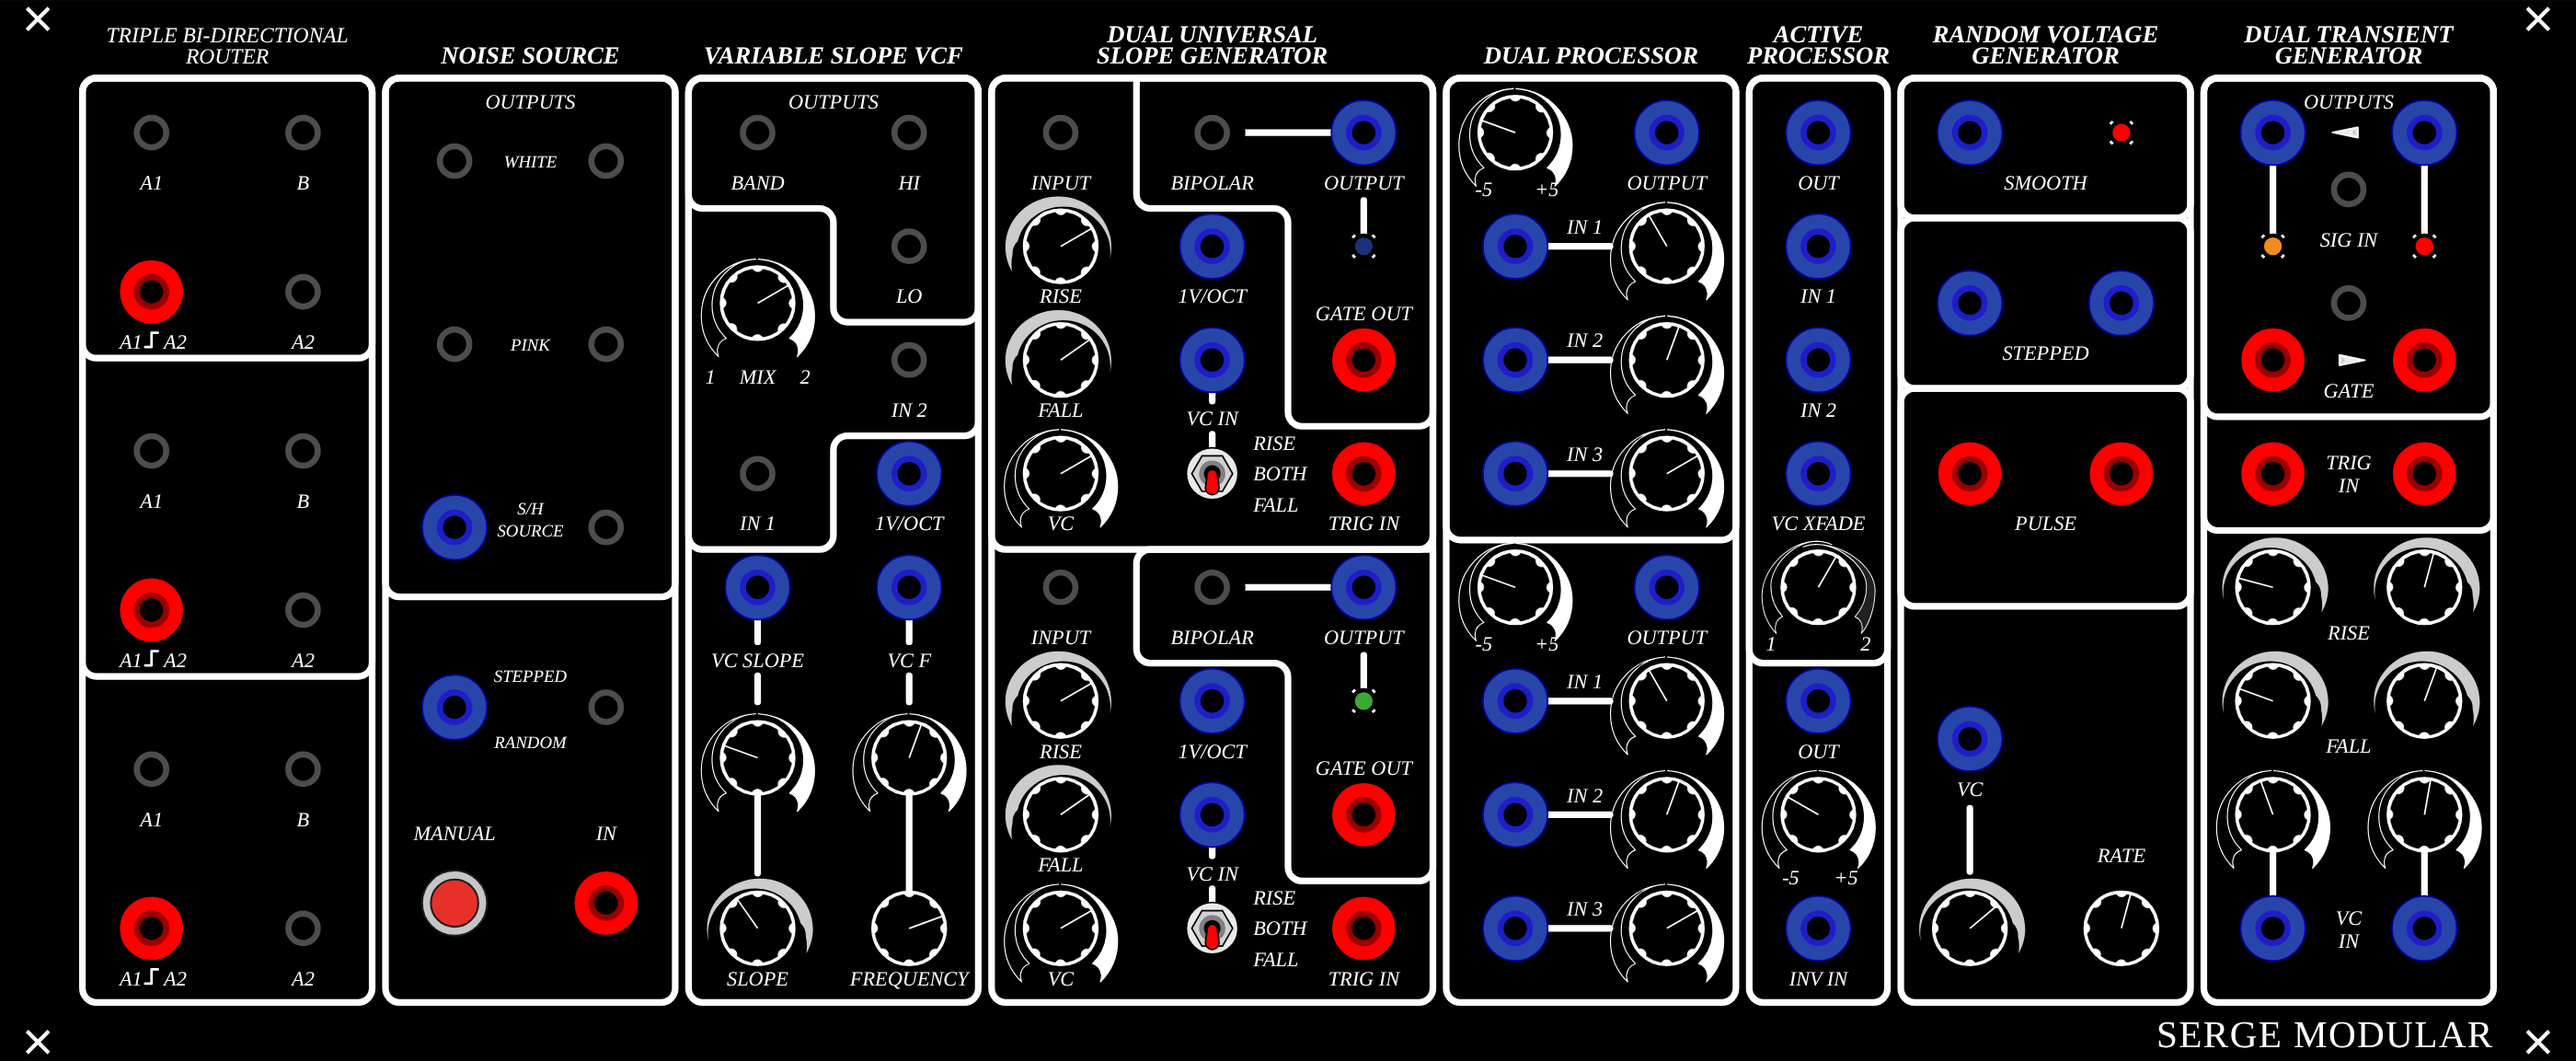 TRIPLE BI-DIRECTIONAL
ROUTER
A1 B
A1 A2 A2
A1 B
A1 A2 A2
A1 B
A1 A2 A2
NOISE SOURCE
OUTPUTS
WHITE
PINK
S/H
SOURCE
STEPPED
RANDOM
MANUAL IN
VARIABLE SLOPE VCF
OUTPUTS
BAND HI
LO
1 MIX 2
IN 2
IN 1 1V/OCT
VC SLOPE VC F
SLOPE FREQUENCY
DUAL UNIVERSAL
SLOPE GENERATOR
INPUT BIPOLAR OUTPUT
RISE 1V/OCT
GATE OUT
FALL VC IN
RISE
BOTH
FALL
VC TRIG IN
INPUT BIPOLAR OUTPUT
RISE 1V/OCT
GATE OUT
FALL VC IN
RISE
BOTH
FALL
VC TRIG IN
DUAL PROCESSOR
-5 +5 OUTPUT
IN 1
IN 2
IN 3
-5 +5 OUTPUT
IN 1
IN 2
IN 3
ACTIVE
PROCESSOR
OUT
IN 1
IN 2
VC XFADE
1 2
OUT
-5 +5
INV IN
RANDOM VOLTAGE
GENERATOR
SMOOTH
STEPPED
PULSE
VC
RATE
DUAL TRANSIENT
GENERATOR
OUTPUTS
SIG IN
GATE
TRIG
IN
RISE
FALL
VC
IN
SERGE MODULAR